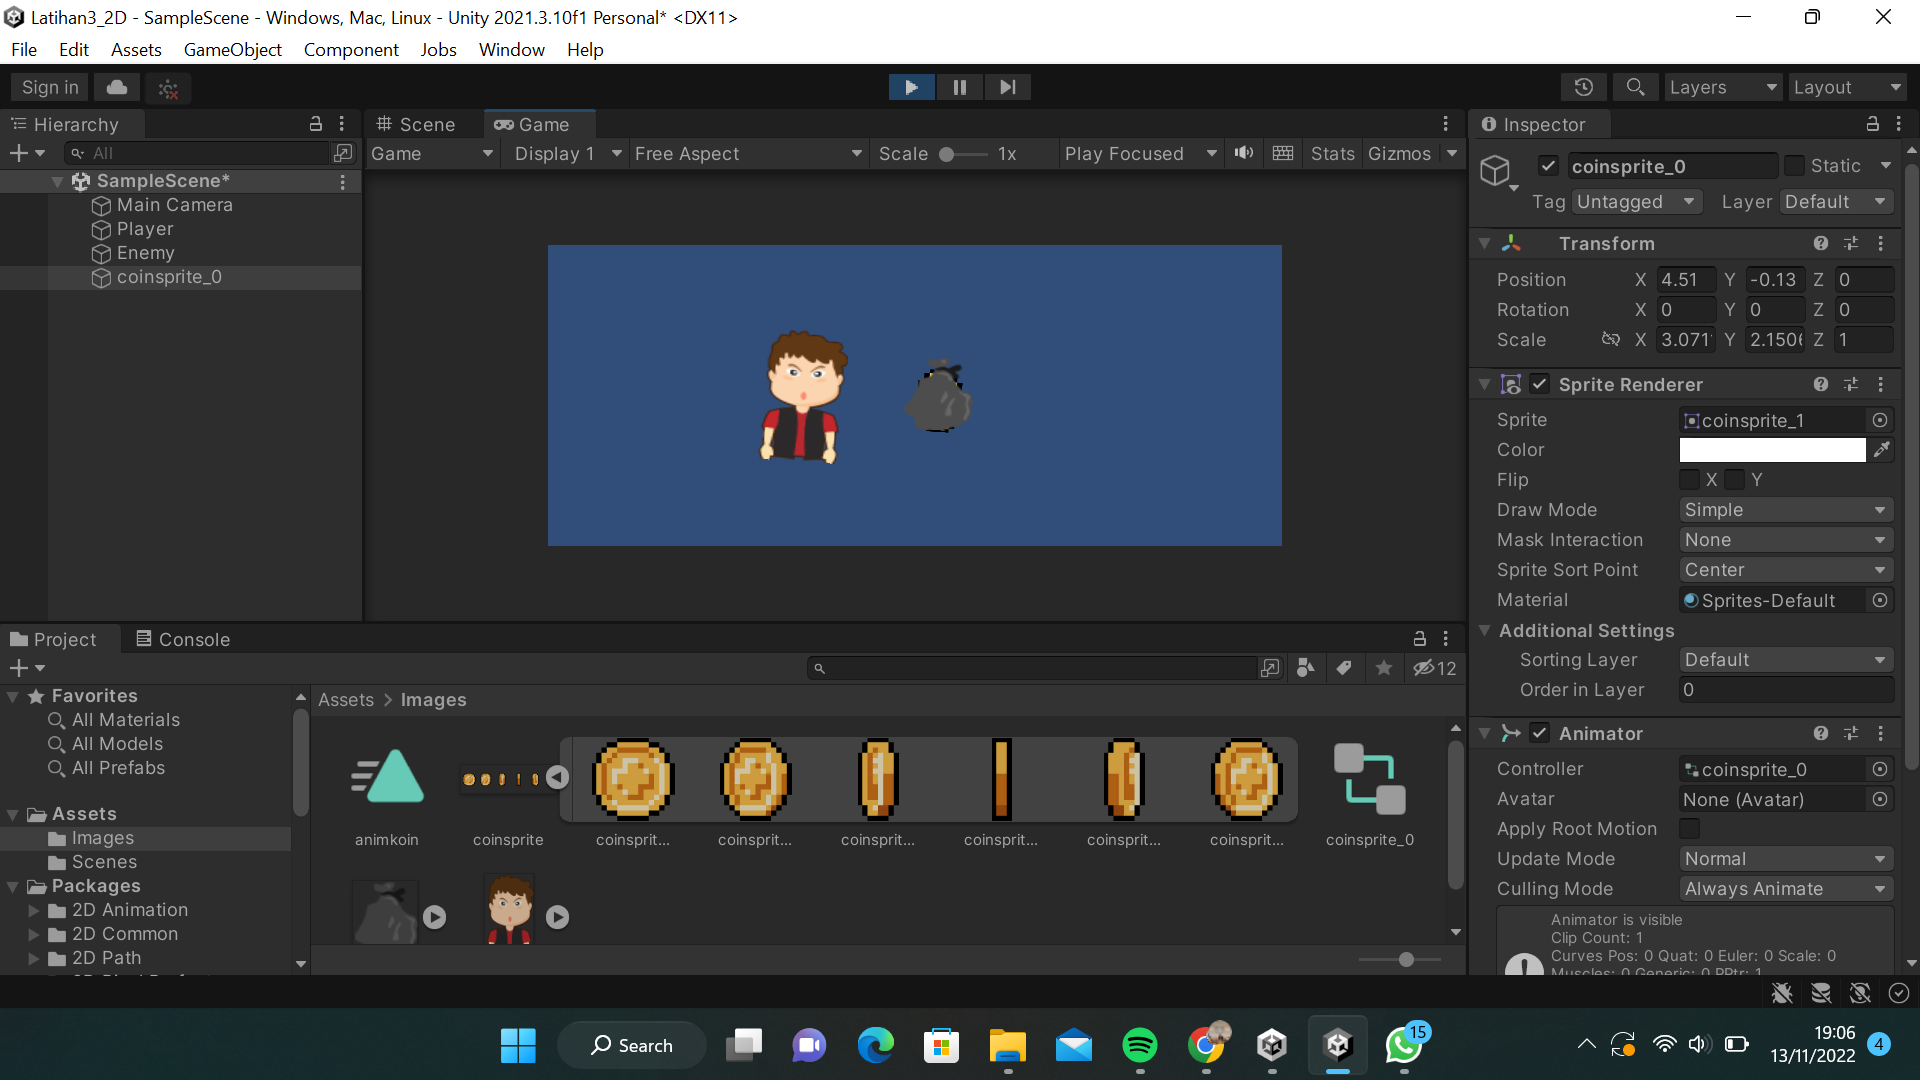 Latihan3_2D - SampleScene - Windows, Mac, Linux - Unity 2021.3.10f1 Personal* <DX11>
File Edit Assets GameObject Component Jobs Window Help
Sign in Layers Layout
Hierarchy Scene Game Inspector
All Game Display 1 Free Aspect Scale 1x Play Focused Stats Gizmos
SampleScene*
Main Camera
Player
Enemy
coinsprite_0
coinsprite_0 Static
Tag Untagged Layer Default
Transform
Position X 4.51 Y -0.13 Z 0
Rotation X 0 Y 0 Z 0
Scale X 3.071 Y 2.150 Z 1
Sprite Renderer
Sprite coinsprite_1
Color
Flip X Y
Draw Mode Simple
Mask Interaction None
Sprite Sort Point Center
Material Sprites-Default
Additional Settings
Sorting Layer Default
Order in Layer 0
Animator
Controller coinsprite_0
Avatar None (Avatar)
Apply Root Motion
Update Mode Normal
Culling Mode Always Animate
Animator is visible
Clip Count: 1
Curves Pos: 0 Quat: 0 Euler: 0 Scale: 0
Muscles: 0 Generic: 0 PPtr: 1
Project Console
12
Favorites
All Materials
All Models
All Prefabs
Assets
Images
Scenes
Packages
2D Animation
2D Common
2D Path
Assets > Images
animkoin coinsprite coinsprit... coinsprit... coinsprit... coinsprit... coinsprit... coinsprit... coinsprite_0
Search 15
19:06
13/11/2022 4